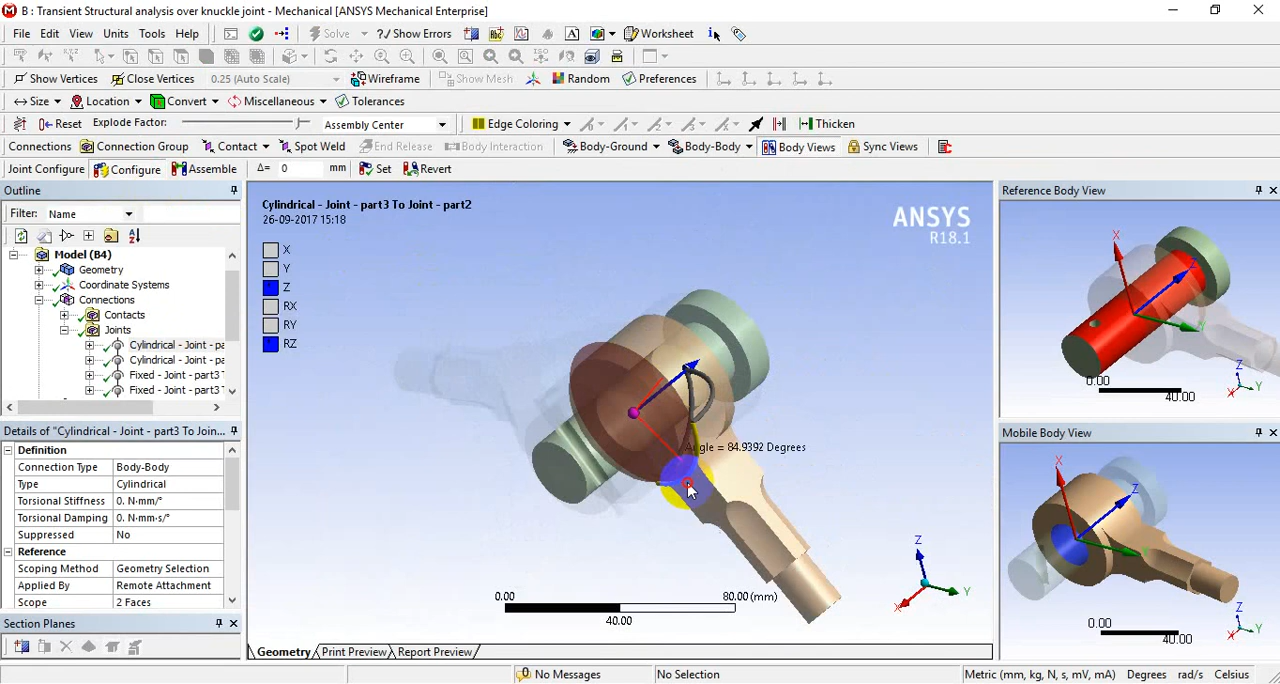 B : Transient Structural analysis over knuckle joint - Mechanical [ANSYS Mechanical Enterprise]
File Edit View Units Tools Help Solve ?/ Show Errors Worksheet
Show Vertices Close Vertices 0.25 (Auto Scale) Wireframe Show Mesh Random Preferences
Size Location Convert Miscellaneous Tolerances
Reset Explode Factor: Assembly Center Edge Coloring Thicken
Connections Connection Group Contact Spot Weld End Release Body Interaction Body-Ground Body-Body Body Views Sync Views
Joint Configure Configure Assemble Δ= 0 mm Set Revert
Outline
Filter: Name
Model (B4)
Geometry
Coordinate Systems
Connections
Contacts
Joints
Cylindrical - Joint - pa
Cylindrical - Joint - pa
Fixed - Joint - part3
Fixed - Joint - part3
Details of "Cylindrical - Joint - part3 To Join...
Definition
Connection Type Body-Body
Type Cylindrical
Torsional Stiffness 0. N·mm/°
Torsional Damping 0. N·mm·s/°
Suppressed No
Reference
Scoping Method Geometry Selection
Applied By Remote Attachment
Scope 2 Faces
Section Planes
Cylindrical - Joint - part3 To Joint - part2
26-09-2017 15:18
X
Y
Z
RX
RY
RZ
ANSYS
R18.1
Angle = 84.9392 Degrees
0.00 80.00 (mm)
40.00
Z
Y
X
Geometry Print Preview Report Preview
Reference Body View
X
Z
Y
0.00
40.00
Z
X
Y
Mobile Body View
X
Z
Y
0.00
40.00
Z
X
Y
No Messages No Selection Metric (mm, kg, N, s, mV, mA) Degrees rad/s Celsius